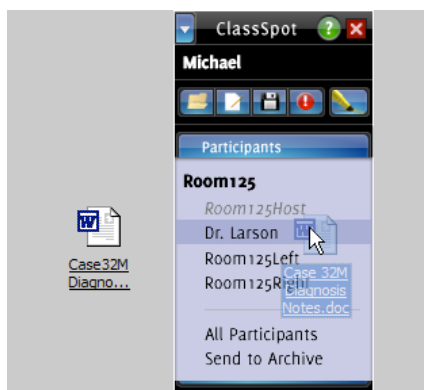 ClassSpot
Michael
Participants
Room125
Room125Host
Dr. Larson
Room125Left
Room125Right
Case 32M
Diagnosis
Notes.doc
All Participants
Send to Archive
Case32M
Diagno...